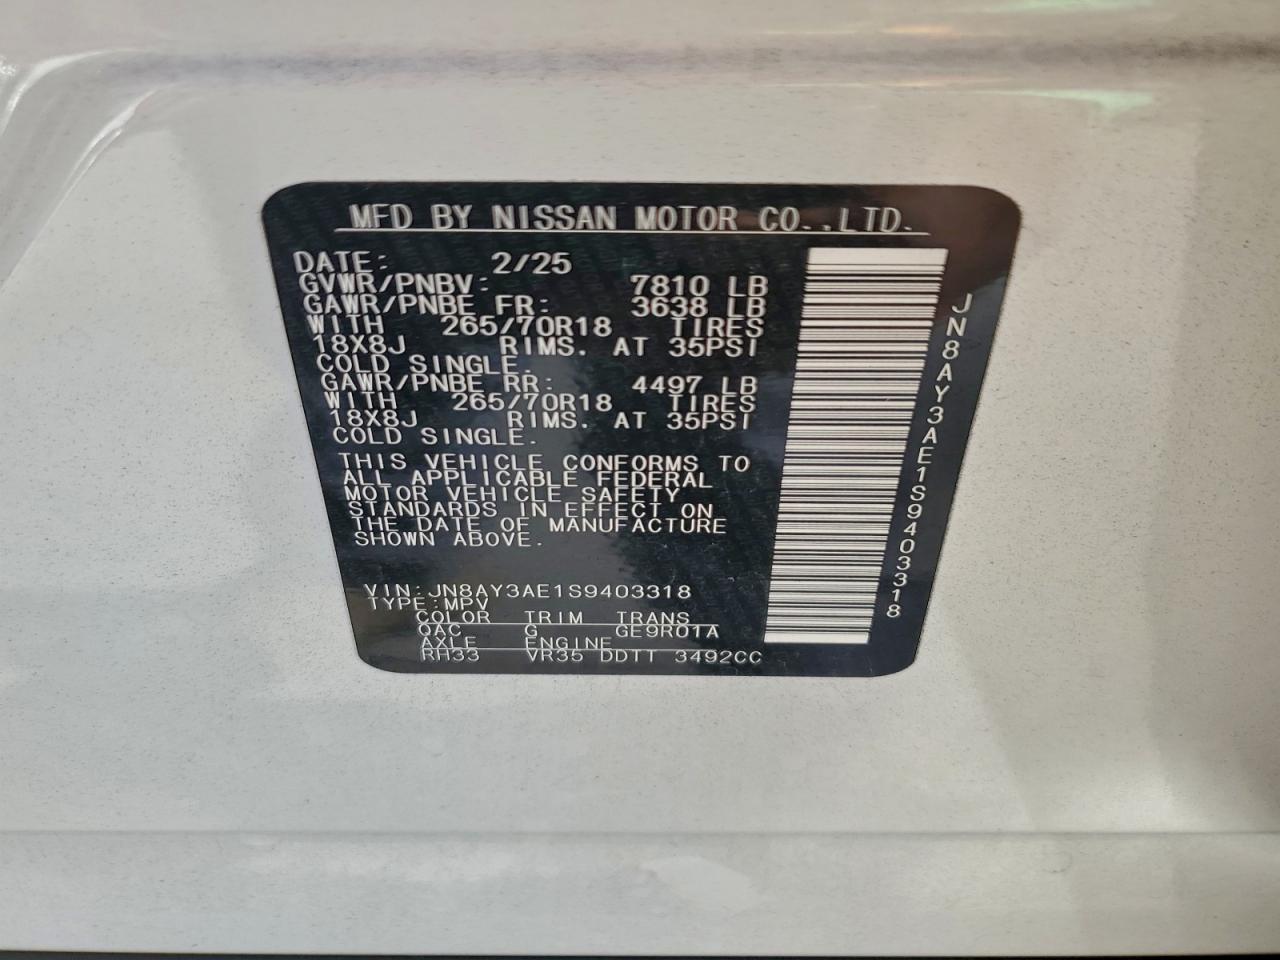 MFD BY NISSAN MOTOR CO.,LTD.
DATE: 2/25
GVWR/PNBV: 7810 LB
GAWR/PNBE FR: 3638 LB
WITH 265/70R18 TIRES
18X8J RIMS. AT 35PSI
COLD SINGLE.
GAWR/PNBE RR: 4497 LB
WITH 265/70R18 TIRES
18X8J RIMS. AT 35PSI
COLD SINGLE.
THIS VEHICLE CONFORMS TO
ALL APPLICABLE FEDERAL
MOTOR VEHICLE SAFETY
STANDARDS IN EFFECT ON
THE DATE OF MANUFACTURE
SHOWN ABOVE.
VIN:JN8AY3AE1S9403318
TYPE:MPV
COLOR TRIM TRANS
QAC G GE9R01A
AXLE ENGINE
RH33 VR35 DDTT 3492CC
JN8AY3AE1S9403318